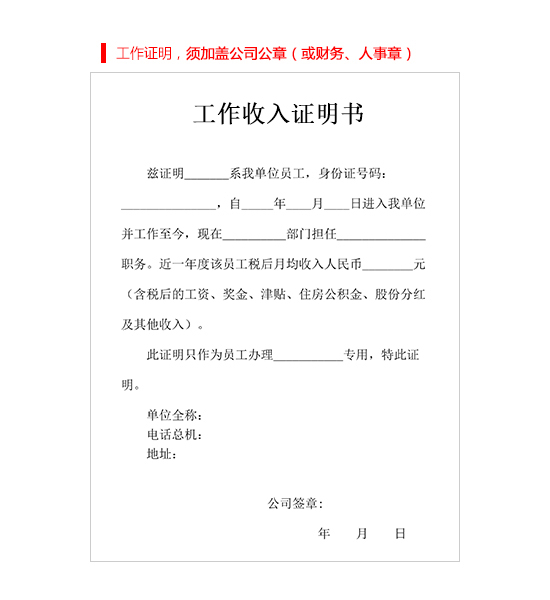 工作证明，须加盖公司公章（或财务、人事章）
工作收入证明书
兹证明_______系我单位员工，身份证号码：
_______________，自_____年____月____日进入我单位
并工作至今，现在__________部门担任______________
职务。近一年度该员工税后月均收入人民币________元
（含税后的工资、奖金、津贴、住房公积金、股份分红
及其他收入）。
此证明只作为员工办理___________专用，特此证
明。
单位全称：
电话总机：
地址：
公司签章：
年 月 日